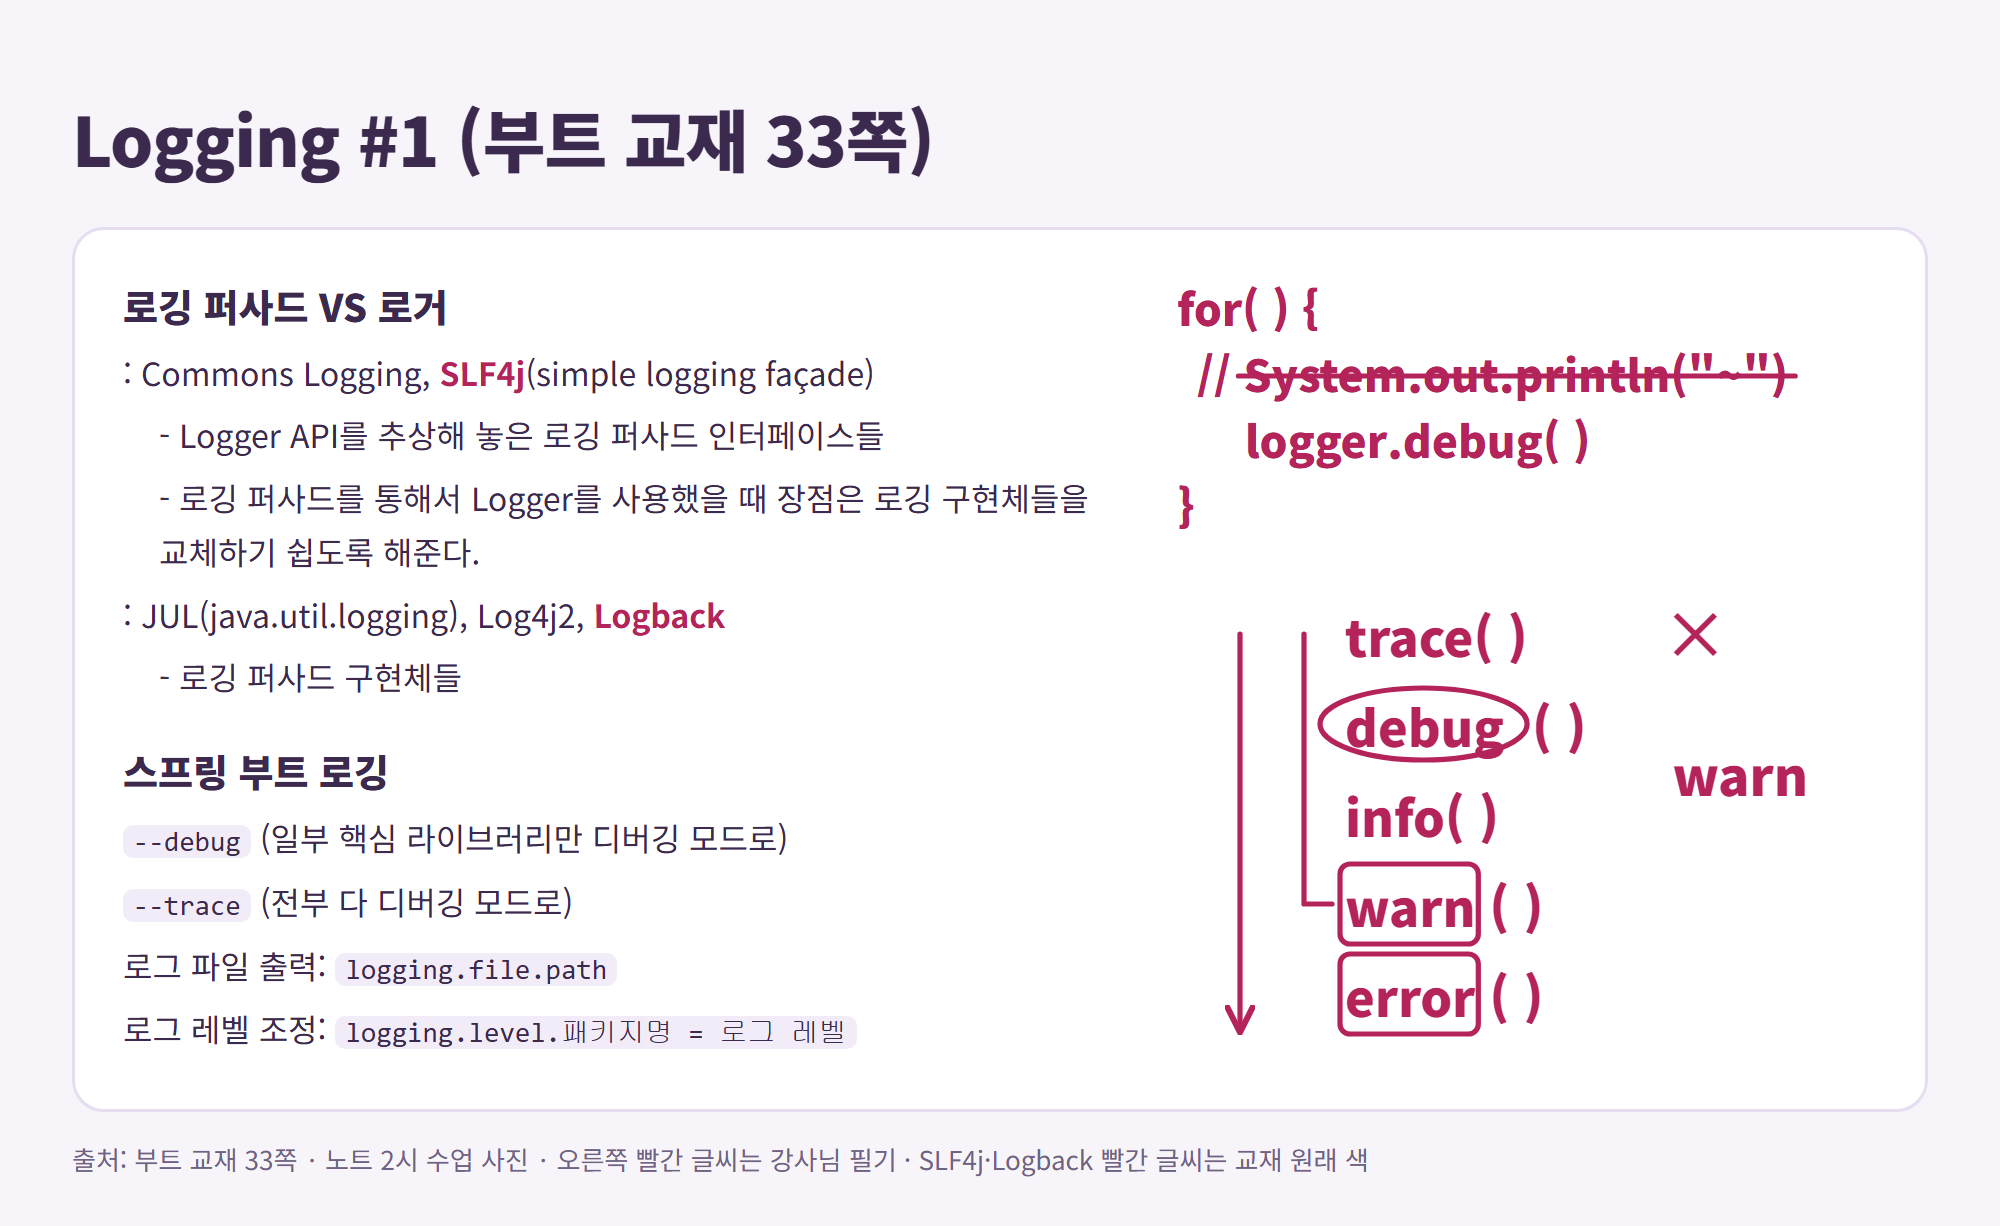 Logging #1 (부트 교재 33쪽)
로깅 퍼사드 VS 로거
: Commons Logging, SLF4j(simple logging façade)
- Logger API를 추상해 놓은 로깅 퍼사드 인터페이스들
- 로깅 퍼사드를 통해서 Logger를 사용했을 때 장점은 로깅 구현체들을
교체하기 쉽도록 해준다.
: JUL(java.util.logging), Log4j2, Logback
- 로깅 퍼사드 구현체들
스프링 부트 로깅
--debug (일부 핵심 라이브러리만 디버깅 모드로)
--trace (전부 다 디버깅 모드로)
로그 파일 출력: logging.file.path
로그 레벨 조정: logging.level.패키지명 = 로그 레벨
for( ) {
// System.out.println("~")
logger.debug( )
}
trace( )
debug ( )
warn
info( )
warn ( )
error ( )
출처: 부트 교재 33쪽 · 노트 2시 수업 사진 · 오른쪽 빨간 글씨는 강사님 필기 · SLF4j·Logback 빨간 글씨는 교재 원래 색